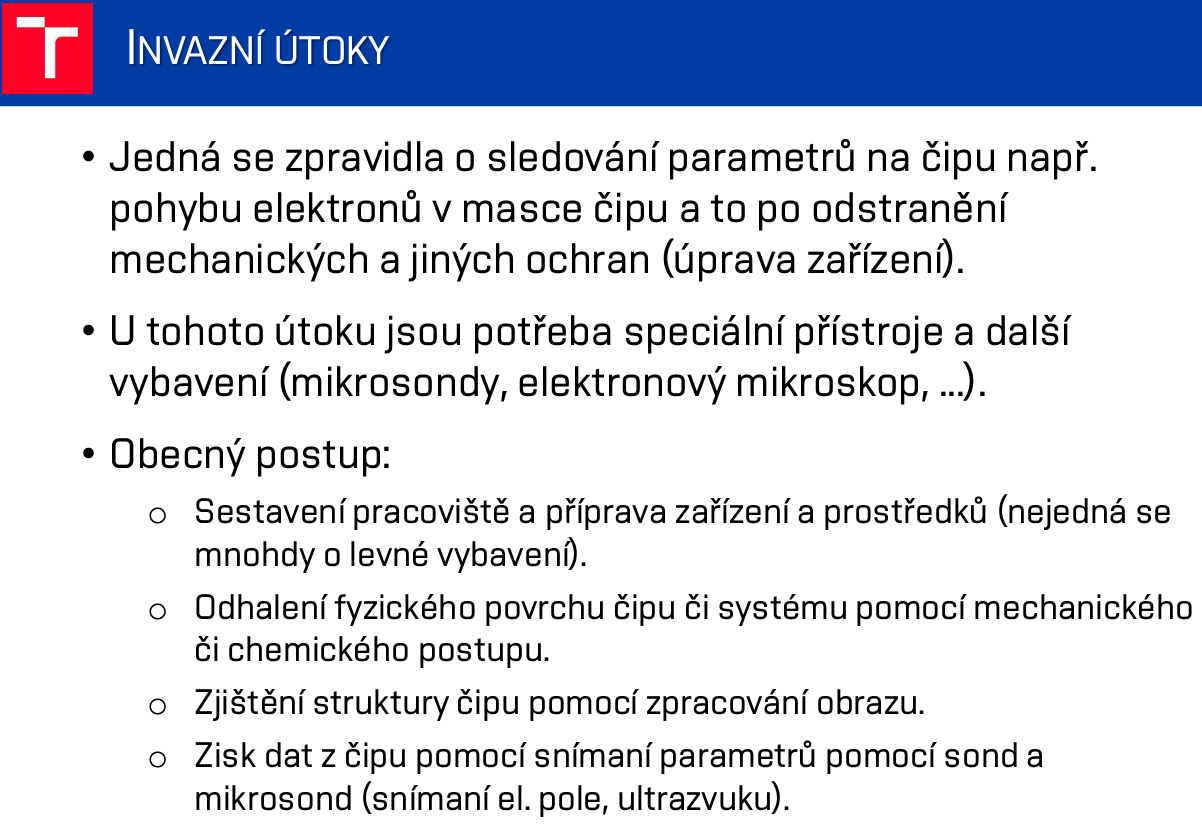 INVAZNÍ ÚTOKY
• Jedná se zpravidla o sledování parametrů na čipu např.
pohybu elektronů v masce čipu a to po odstranění
mechanických a jiných ochran (úprava zařízení).
• U tohoto útoku jsou potřeba speciální přístroje a další
vybavení (mikrosondy, elektronový mikroskop, ...).
• Obecný postup:
o Sestavení pracoviště a příprava zařízení a prostředků (nejedná se
mnohdy o levné vybavení).
o Odhalení fyzického povrchu čipu či systému pomocí mechanického
či chemického postupu.
o Zjištění struktury čipu pomocí zpracování obrazu.
o Zisk dat z čipu pomocí snímaní parametrů pomocí sond a
mikrosond (snímaní el. pole, ultrazvuku).